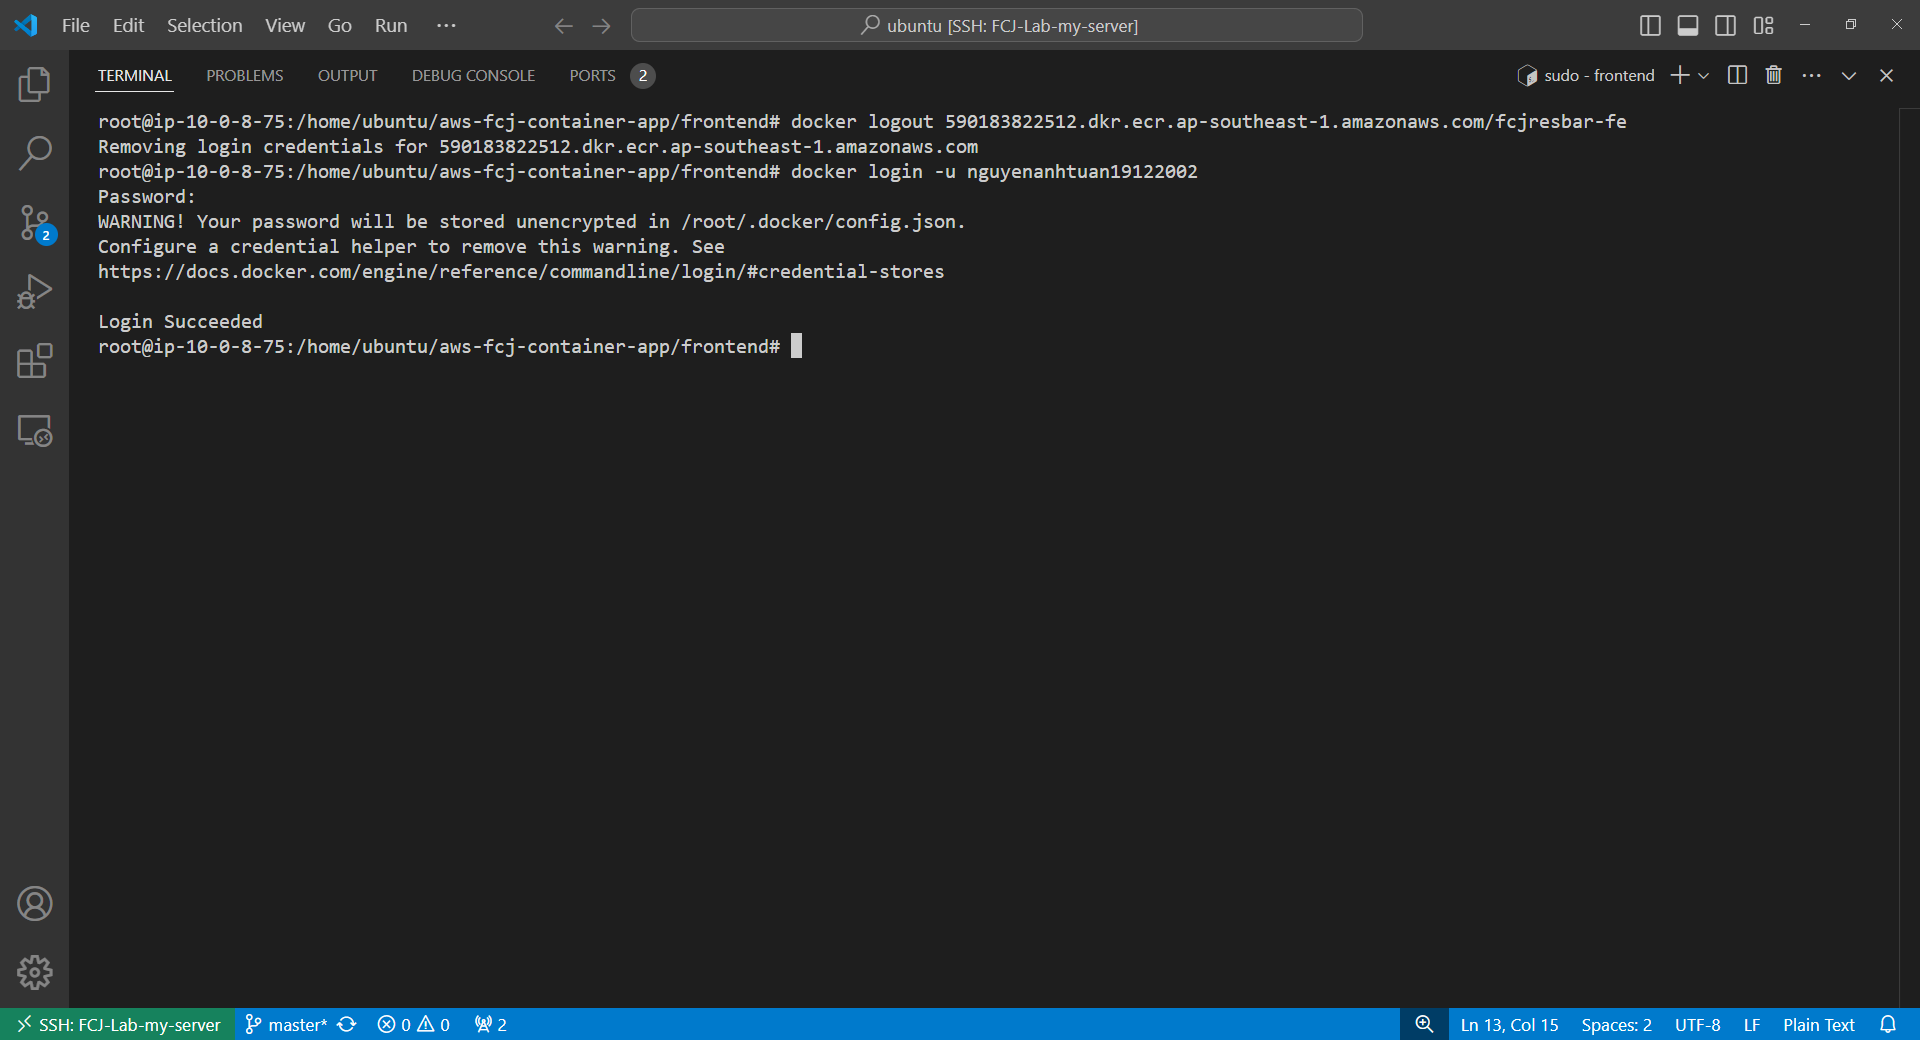 File Edit Selection View Go Run ···
ubuntu [SSH: FCJ-Lab-my-server]
TERMINAL PROBLEMS OUTPUT DEBUG CONSOLE PORTS 2
sudo - frontend
root@ip-10-0-8-75:/home/ubuntu/aws-fcj-container-app/frontend# docker logout 590183822512.dkr.ecr.ap-southeast-1.amazonaws.com/fcjresbar-fe
Removing login credentials for 590183822512.dkr.ecr.ap-southeast-1.amazonaws.com
root@ip-10-0-8-75:/home/ubuntu/aws-fcj-container-app/frontend# docker login -u nguyenanhtuan19122002
Password:
WARNING! Your password will be stored unencrypted in /root/.docker/config.json.
Configure a credential helper to remove this warning. See
https://docs.docker.com/engine/reference/commandline/login/#credential-stores
Login Succeeded
root@ip-10-0-8-75:/home/ubuntu/aws-fcj-container-app/frontend#
2
SSH: FCJ-Lab-my-server master* 0 0 2 Ln 13, Col 15 Spaces: 2 UTF-8 LF Plain Text